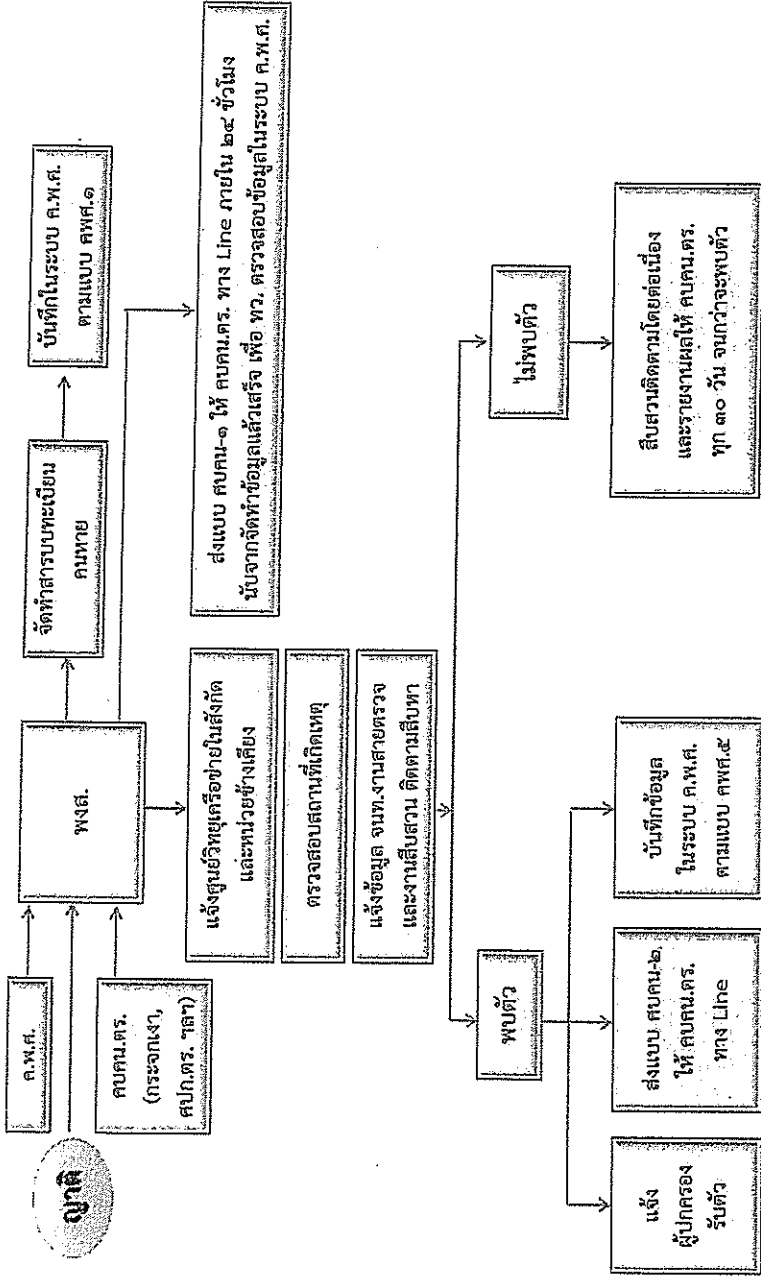 ญาติ
ค.พ.ศ.
ศบคน.ตร.
(กระจกเงา,
ศปก.ตร. ฯลฯ)
พงส.
จัดทำสารบบทะเบียน
คนหาย
บันทึกในระบบ ค.พ.ศ.
ตามแบบ คพศ.๑
ส่งแบบ ศบคน-๑ ให้ ศบคน.ตร. ทาง Line ภายใน ๒๔ ชั่วโมง
นับจากจัดทำข้อมูลแล้วเสร็จ เพื่อ ทว. ตรวจสอบข้อมูลในระบบ ค.พ.ศ.
แจ้งศูนย์วิทยุเครือข่ายในสังกัด
และหน่วยข้างเคียง
ตรวจสอบสถานที่เกิดเหตุ
แจ้งข้อมูล จนท.งานสายตรวจ
และงานสืบสวน ติดตามสืบหา
พบตัว
ไม่พบตัว
แจ้ง
ผู้ปกครอง
รับตัว
ส่งแบบ ศบคน-๒
ให้ ศบคน.ตร.
ทาง Line
บันทึกข้อมูล
ในระบบ ค.พ.ศ.
ตามแบบ คพศ.๕
สืบสวนติดตามโดยต่อเนื่อง
และรายงานผลให้ ศบคน.ตร.
ทุก ๓๐ วัน จนกว่าจะพบตัว